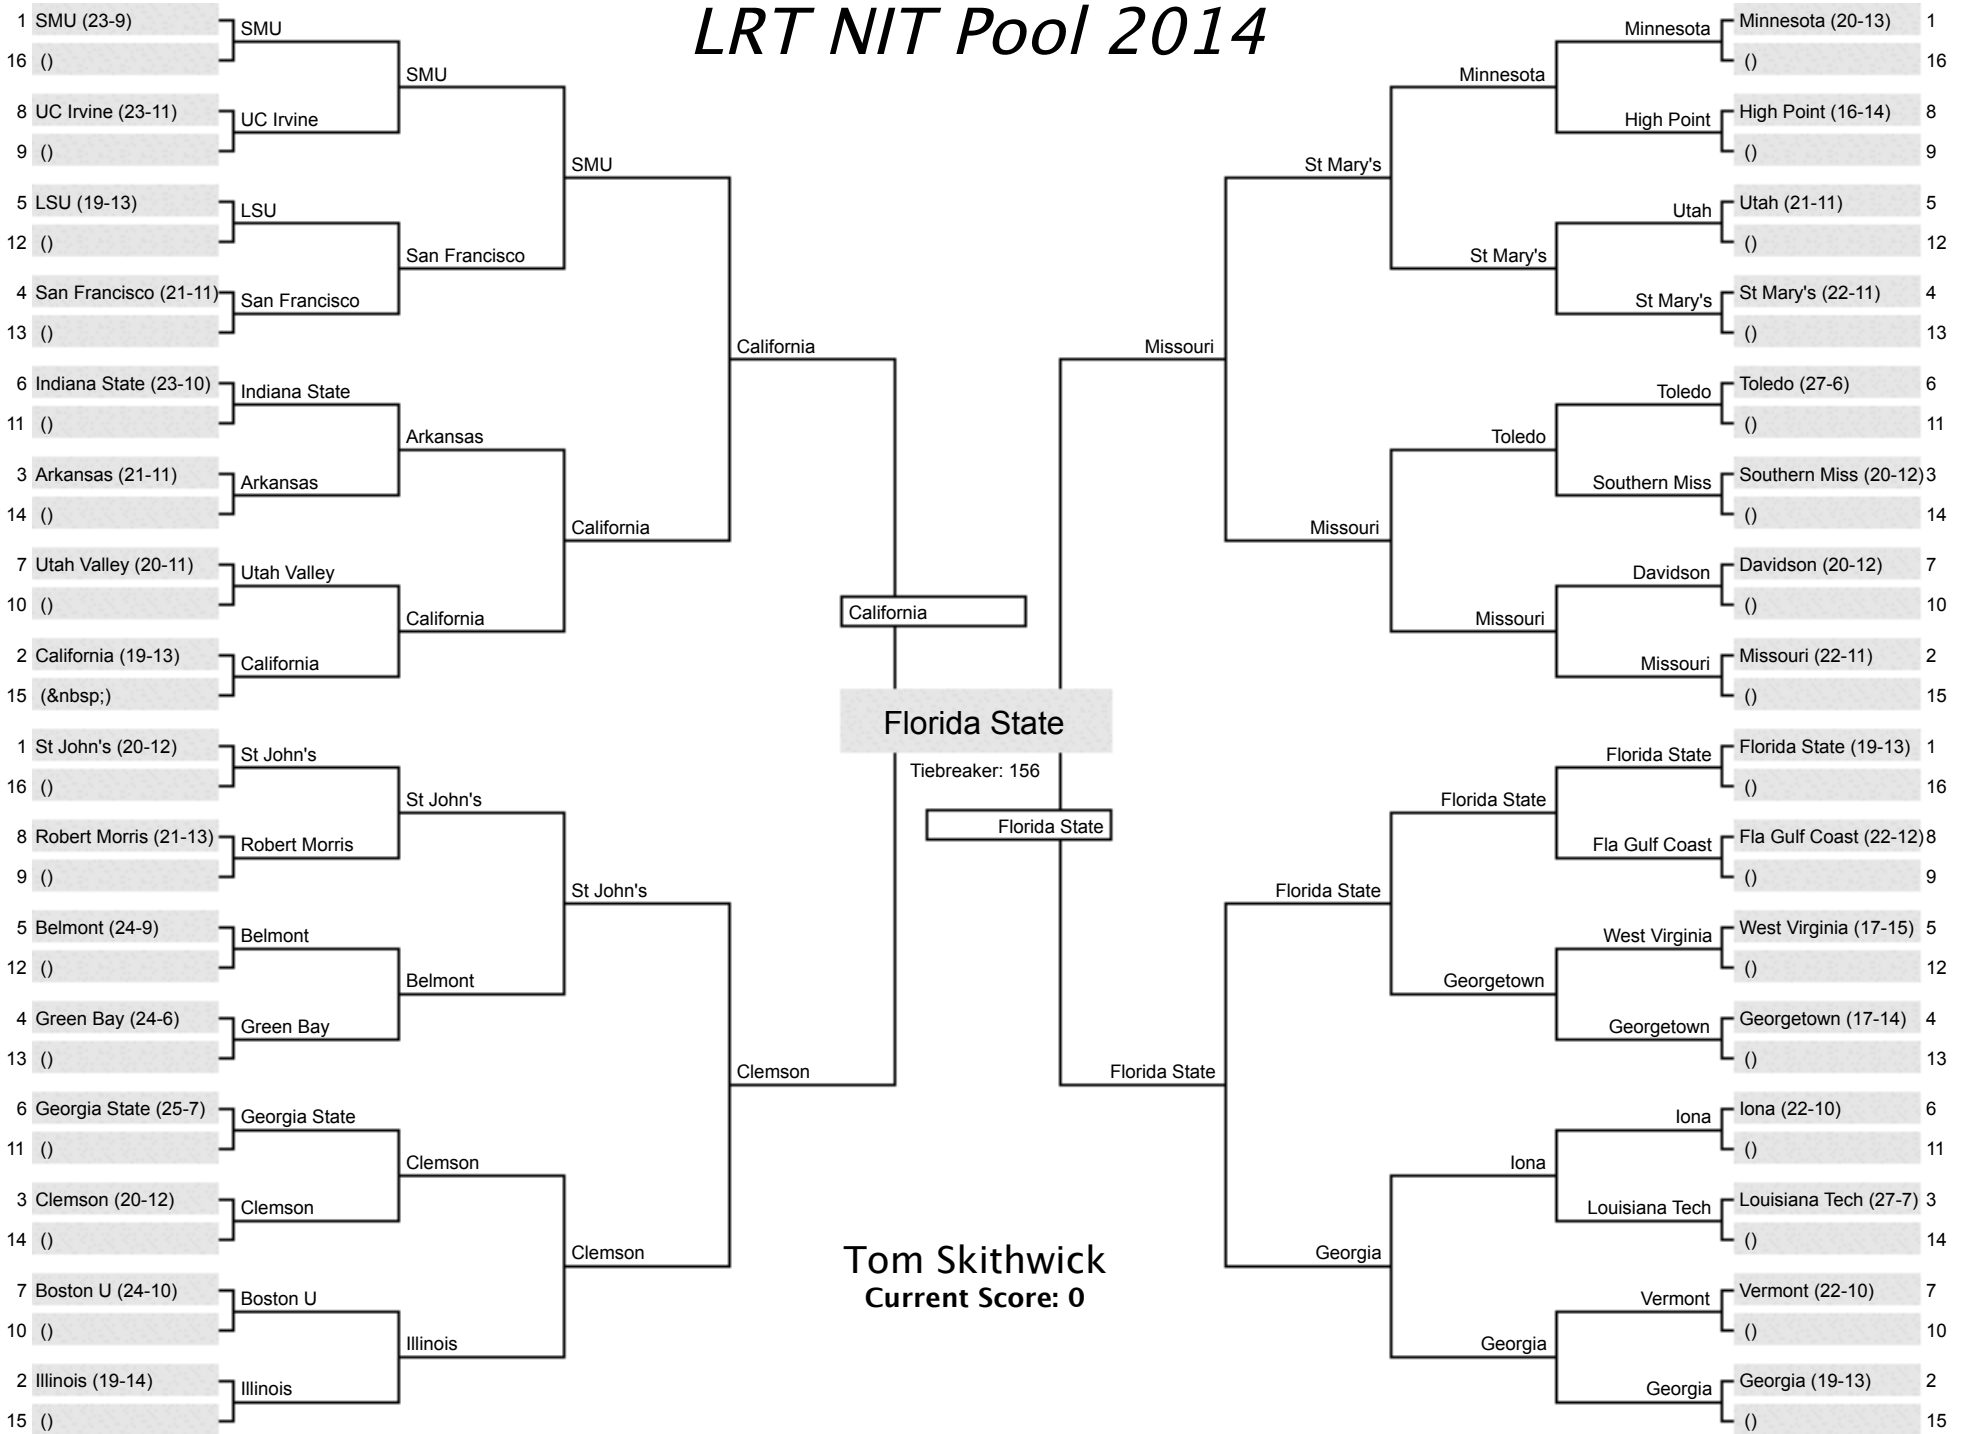 LRT NIT Pool 2014
1 SMU (23-9)
16 ()
8 UC Irvine (23-11)
9 ()
5 LSU (19-13)
12 ()
4 San Francisco (21-11)
13 ()
6 Indiana State (23-10)
11 ()
3 Arkansas (21-11)
14 ()
7 Utah Valley (20-11)
10 ()
2 California (19-13)
15 (&nbsp;)
1 St John's (20-12)
16 ()
8 Robert Morris (21-13)
9 ()
5 Belmont (24-9)
12 ()
4 Green Bay (24-6)
13 ()
6 Georgia State (25-7)
11 ()
3 Clemson (20-12)
14 ()
7 Boston U (24-10)
10 ()
2 Illinois (19-14)
15 ()
SMU
UC Irvine
LSU
San Francisco
Indiana State
Arkansas
Utah Valley
California
St John's
Robert Morris
Belmont
Green Bay
Georgia State
Clemson
Boston U
Illinois
SMU
San Francisco
Arkansas
California
St John's
Belmont
Clemson
Illinois
SMU
California
St John's
Clemson
California
Clemson
California
Florida State
Tiebreaker: 156
Florida State
Tom Skithwick
Current Score: 0
Missouri
Florida State
St Mary's
Missouri
Florida State
Georgia
Minnesota
St Mary's
Toledo
Missouri
Florida State
Georgetown
Iona
Georgia
Minnesota
High Point
Utah
St Mary's
Toledo
Southern Miss
Davidson
Missouri
Florida State
Fla Gulf Coast
West Virginia
Georgetown
Iona
Louisiana Tech
Vermont
Georgia
Minnesota (20-13) 1
() 16
High Point (16-14) 8
() 9
Utah (21-11) 5
() 12
St Mary's (22-11) 4
() 13
Toledo (27-6) 6
() 11
Southern Miss (20-12) 3
() 14
Davidson (20-12) 7
() 10
Missouri (22-11) 2
() 15
Florida State (19-13) 1
() 16
Fla Gulf Coast (22-12) 8
() 9
West Virginia (17-15) 5
() 12
Georgetown (17-14) 4
() 13
Iona (22-10) 6
() 11
Louisiana Tech (27-7) 3
() 14
Vermont (22-10) 7
() 10
Georgia (19-13) 2
() 15